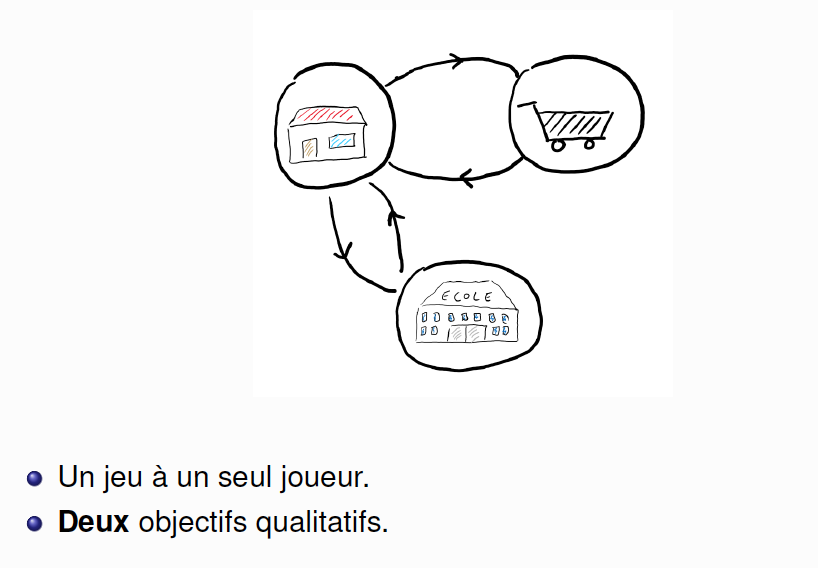 ECOLE
Un jeu à un seul joueur.
Deux objectifs qualitatifs.